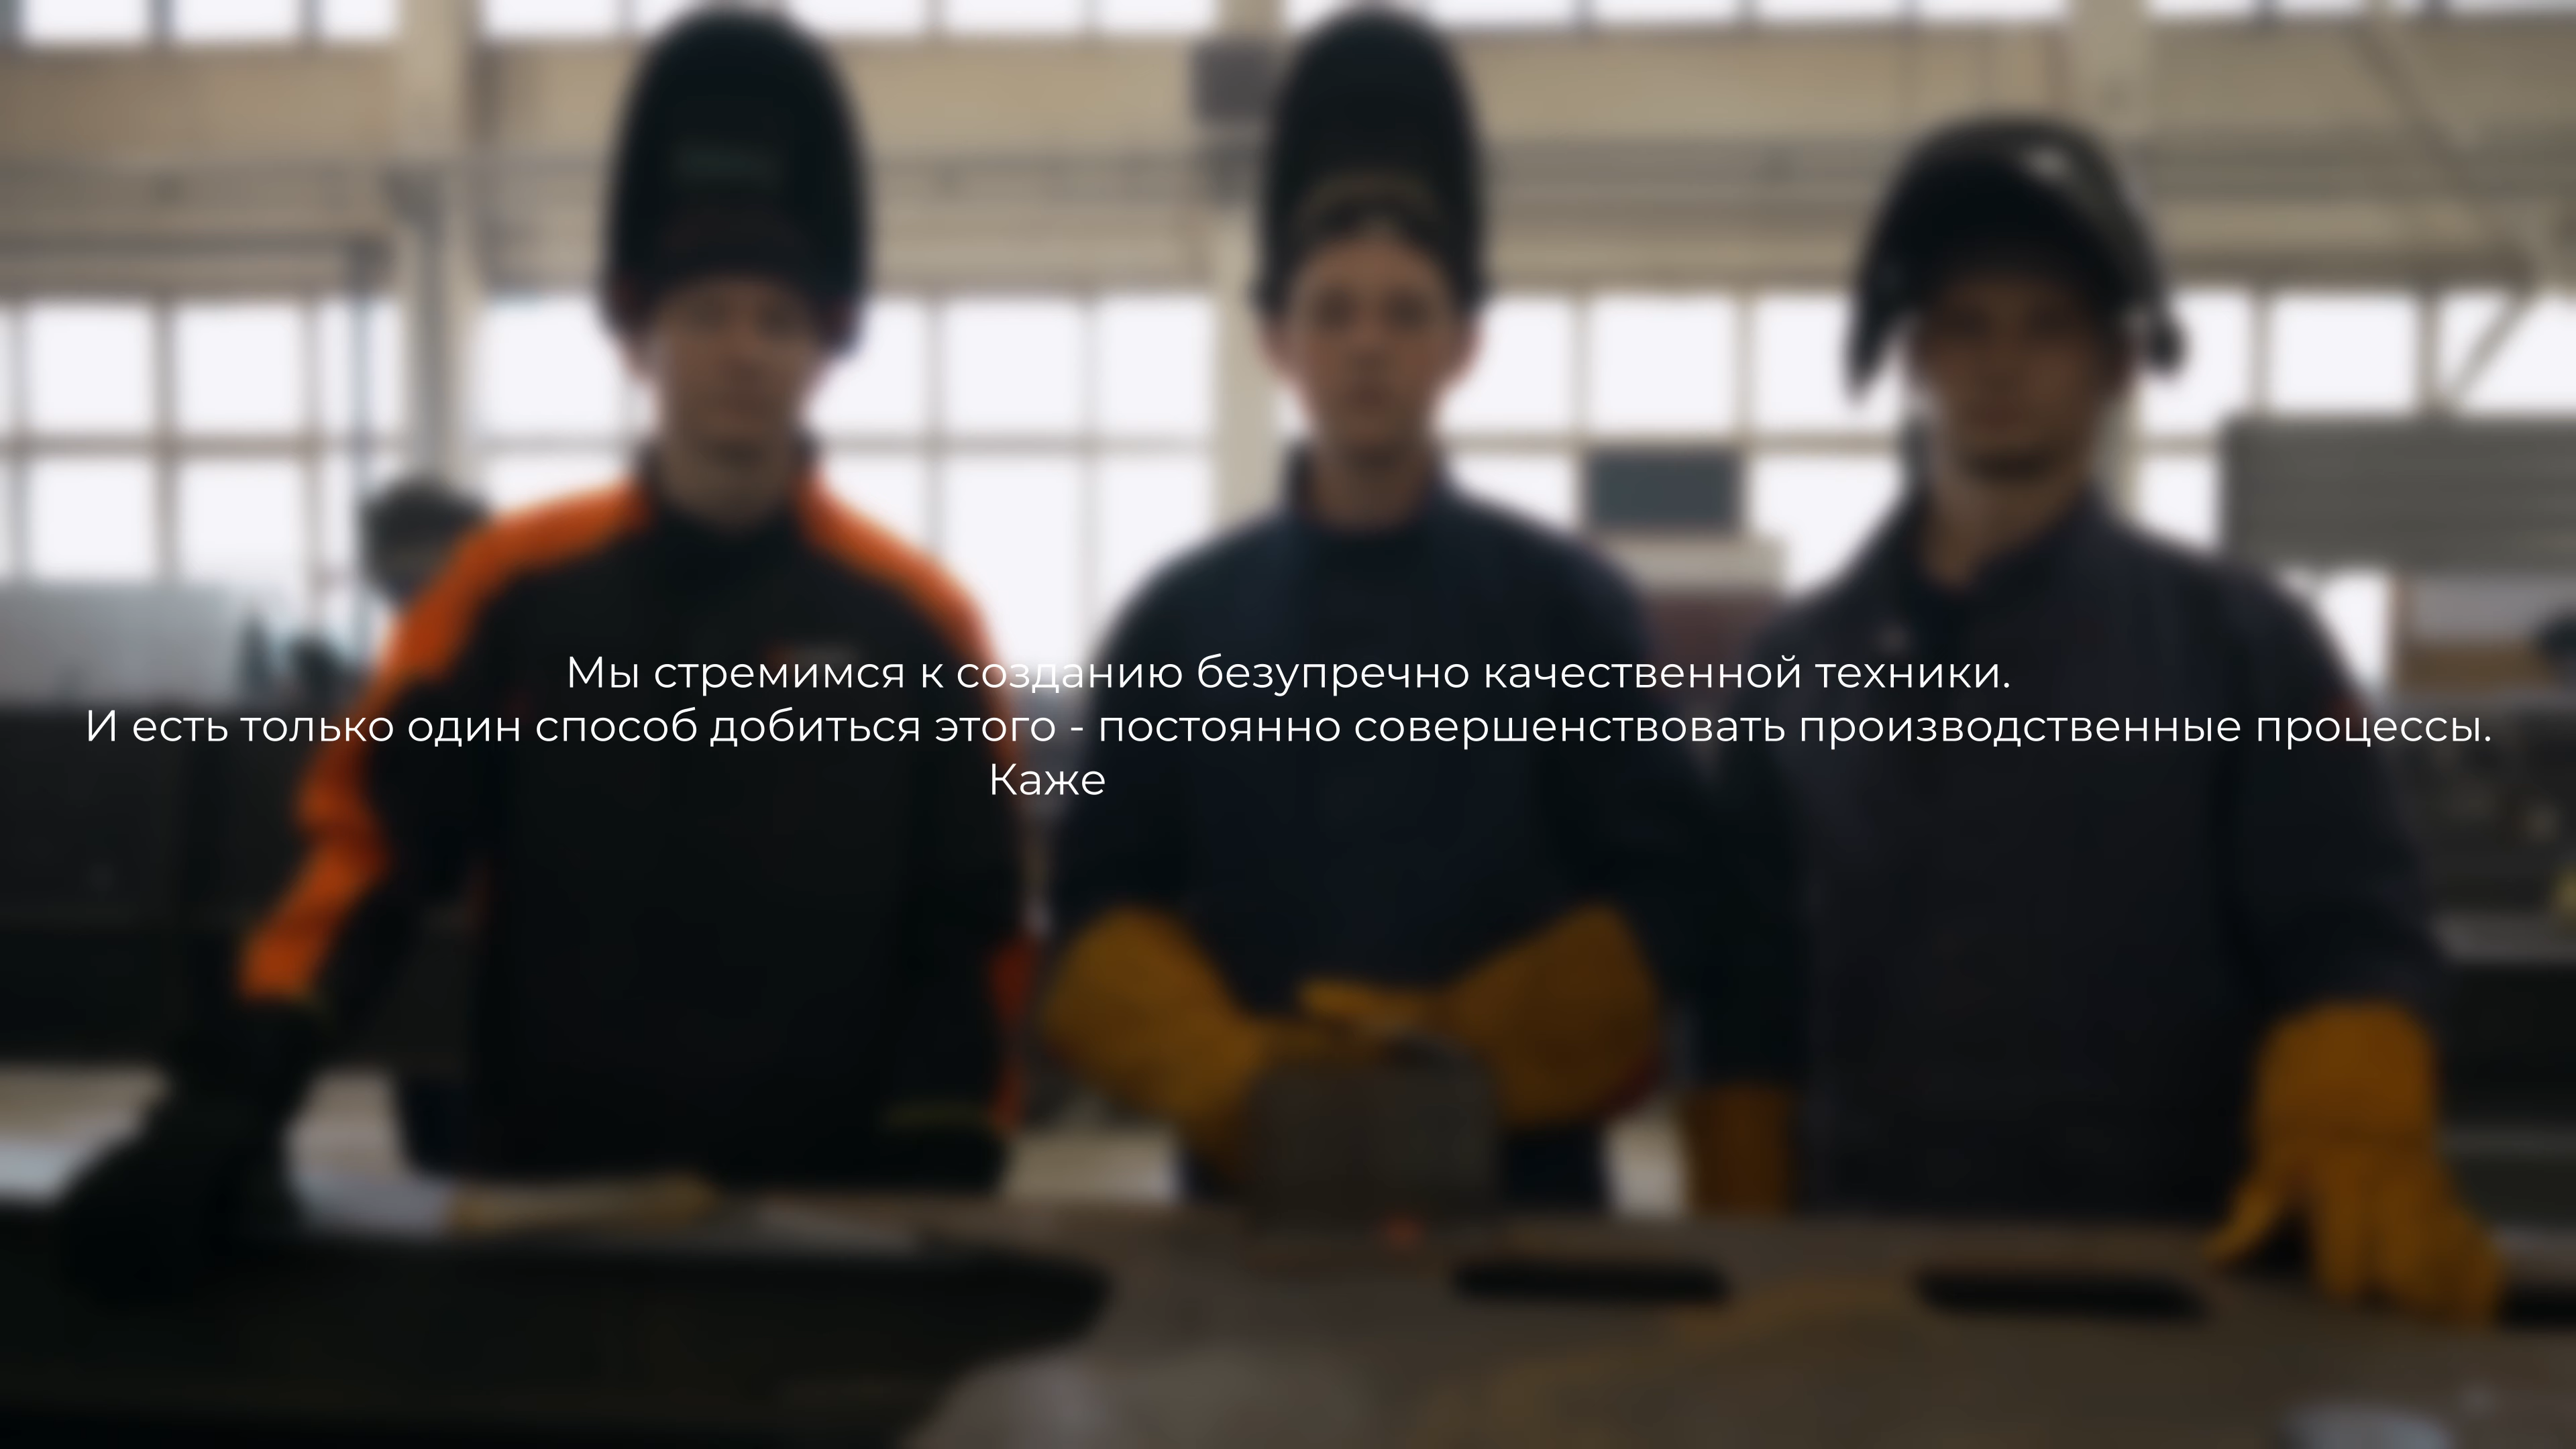 Мы стремимся к созданию безупречно качественной техники.
И есть только один способ добиться этого - постоянно совершенствовать производственные процессы.
Каже